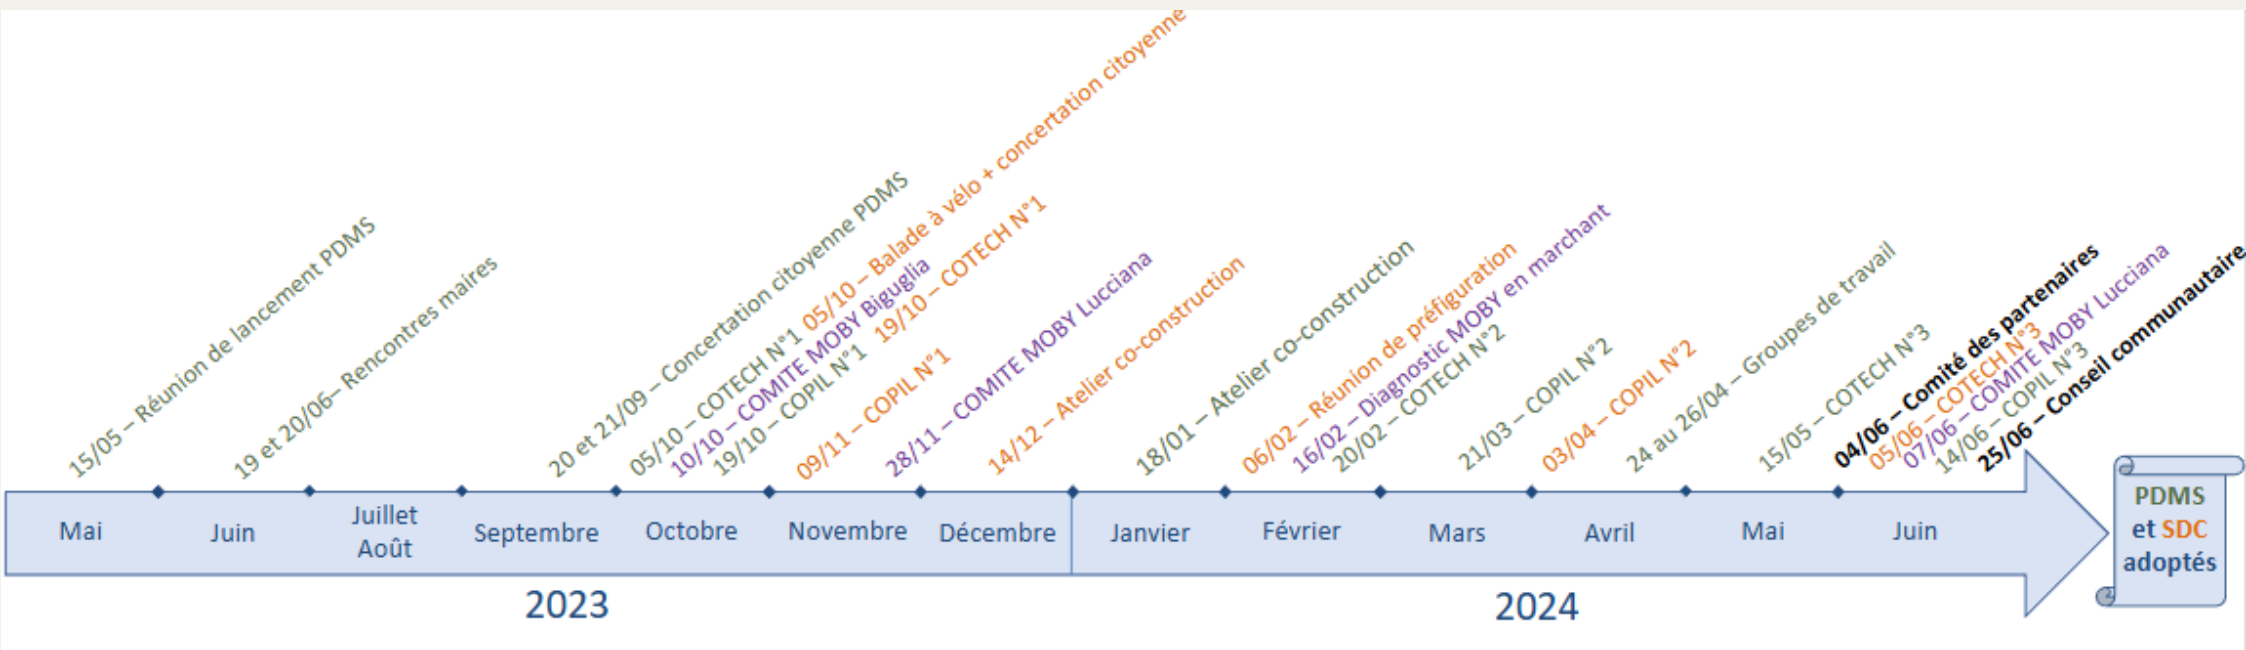 15/05 – Réunion de lancement PDMS
19 et 20/06– Rencontres maires
20 et 21/09 – Concertation citoyenne PDMS
05/10 – COTECH N°1
05/10 – Balade à vélo + concertation citoyenne
10/10 – COMITE MOBY Biguglia
19/10 – COPIL N°1
19/10 – COTECH N°1
09/11 – COPIL N°1
28/11 – COMITE MOBY Lucciana
14/12 – Atelier co-construction
18/01 – Atelier co-construction
06/02 – Réunion de préfiguration
16/02 – Diagnostic MOBY en marchant
20/02 – COTECH N°2
21/03 – COPIL N°2
03/04 – COPIL N°2
24 au 26/04 – Groupes de travail
15/05 – COTECH N°3
04/06 – Comité des partenaires
05/06 – COTECH N°3
07/06 – COMITE MOBY Lucciana
14/06 – COPIL N°3
25/06 – Conseil communautaire
Mai
Juin
Juillet
Août
Septembre
Octobre
Novembre
Décembre
Janvier
Février
Mars
Avril
Mai
Juin
PDMS
et SDC
adoptés
2023
2024